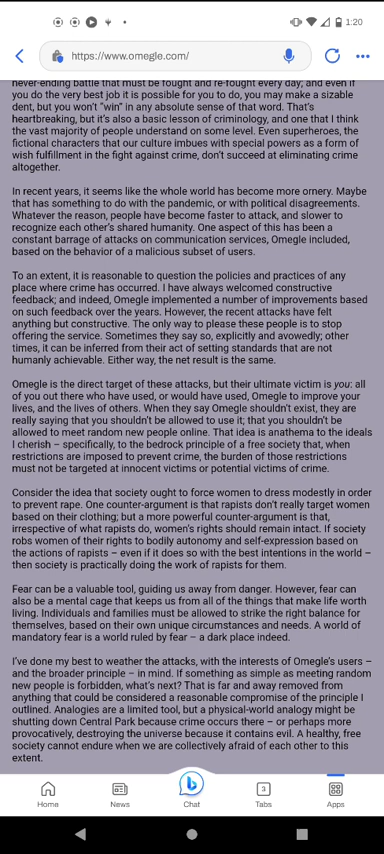 1:20
https://www.omegle.com/
never-ending battle that must be fought and re-fought every day; and even if
you do the very best job it is possible for you to do, you may make a sizable
dent, but you won't "win" in any absolute sense of that word. That's
heartbreaking, but it's also a basic lesson of criminology, and one that I think
the vast majority of people understand on some level. Even superheroes, the
fictional characters that our culture imbues with special powers as a form of
wish fulfillment in the fight against crime, don't succeed at eliminating crime
altogether.
In recent years, it seems like the whole world has become more ornery. Maybe
that has something to do with the pandemic, or with political disagreements.
Whatever the reason, people have become faster to attack, and slower to
recognize each other's shared humanity. One aspect of this has been a
constant barrage of attacks on communication services, Omegle included,
based on the behavior of a malicious subset of users.
To an extent, it is reasonable to question the policies and practices of any
place where crime has occurred. I have always welcomed constructive
feedback; and indeed, Omegle implemented a number of improvements based
on such feedback over the years. However, the recent attacks have felt
anything but constructive. The only way to please these people is to stop
offering the service. Sometimes they say so, explicitly and avowedly; other
times, it can be inferred from their act of setting standards that are not
humanly achievable. Either way, the net result is the same.
Omegle is the direct target of these attacks, but their ultimate victim is you: all
of you out there who have used, or would have used, Omegle to improve your
lives, and the lives of others. When they say Omegle shouldn't exist, they are
really saying that you shouldn't be allowed to use it; that you shouldn't be
allowed to meet random new people online. That idea is anathema to the ideals
I cherish – specifically, to the bedrock principle of a free society that, when
restrictions are imposed to prevent crime, the burden of those restrictions
must not be targeted at innocent victims or potential victims of crime.
Consider the idea that society ought to force women to dress modestly in order
to prevent rape. One counter-argument is that rapists don't really target women
based on their clothing; but a more powerful counter-argument is that,
irrespective of what rapists do, women's rights should remain intact. If society
robs women of their rights to bodily autonomy and self-expression based on
the actions of rapists – even if it does so with the best intentions in the world –
then society is practically doing the work of rapists for them.
Fear can be a valuable tool, guiding us away from danger. However, fear can
also be a mental cage that keeps us from all of the things that make life worth
living. Individuals and families must be allowed to strike the right balance for
themselves, based on their own unique circumstances and needs. A world of
mandatory fear is a world ruled by fear – a dark place indeed.
I've done my best to weather the attacks, with the interests of Omegle's users –
and the broader principle – in mind. If something as simple as meeting random
new people is forbidden, what's next? That is far and away removed from
anything that could be considered a reasonable compromise of the principle I
outlined. Analogies are a limited tool, but a physical-world analogy might be
shutting down Central Park because crime occurs there – or perhaps more
provocatively, destroying the universe because it contains evil. A healthy, free
society cannot endure when we are collectively afraid of each other to this
extent.
3
Home News Chat Tabs Apps